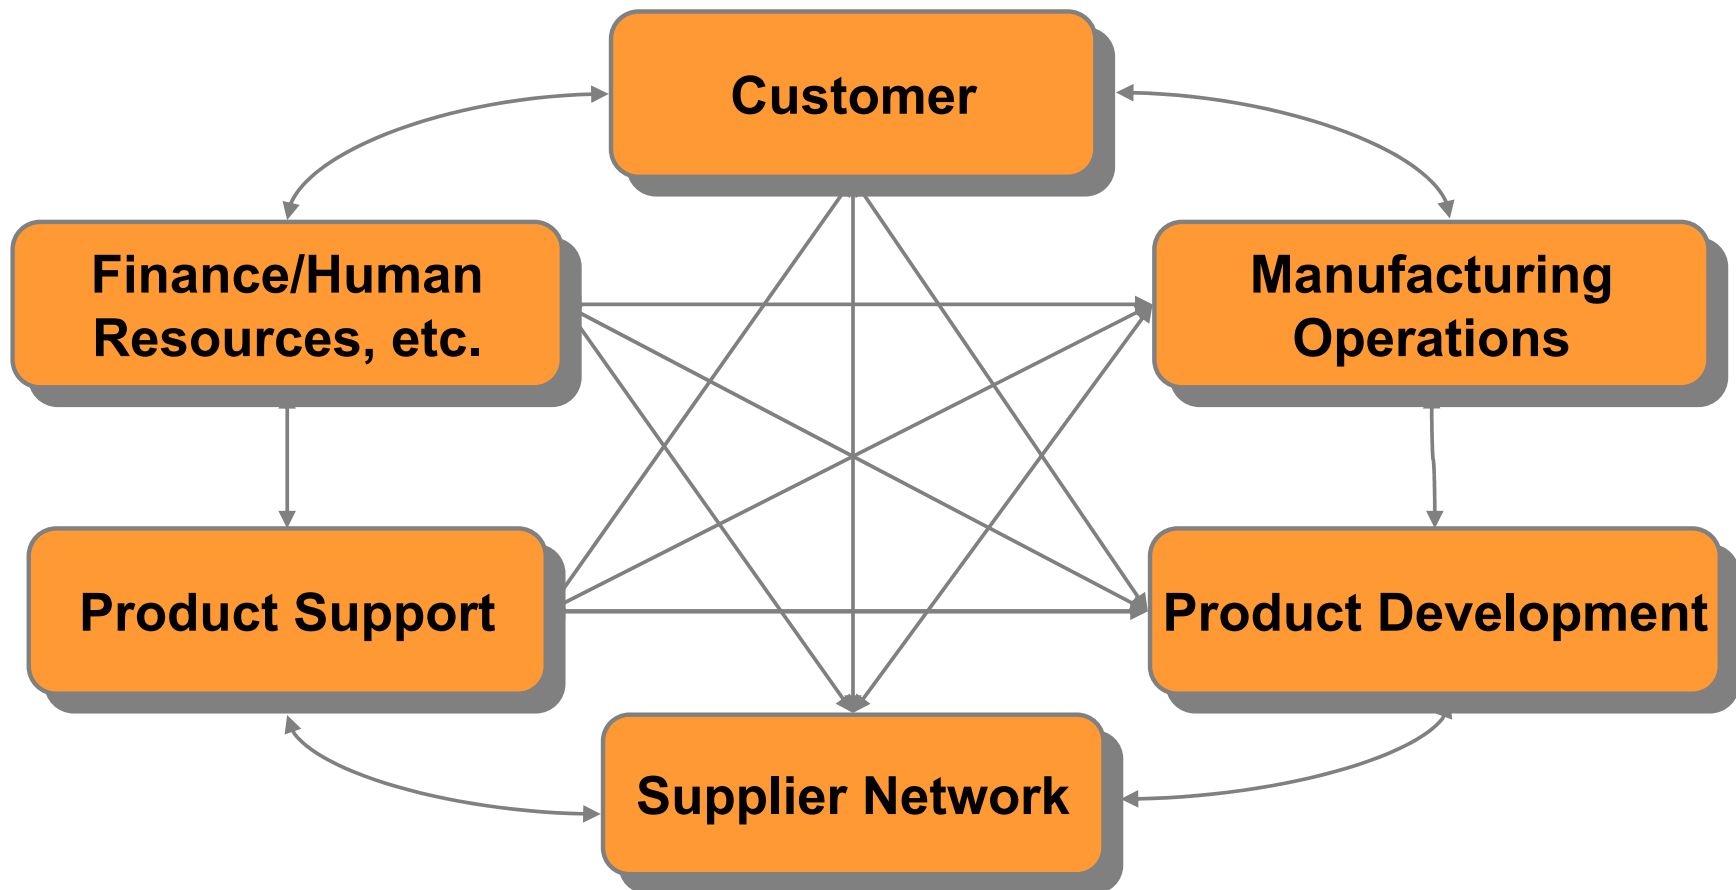 Customer
Finance/Human
Resources, etc.
Manufacturing
Operations
Product Support
Product Development
Supplier Network